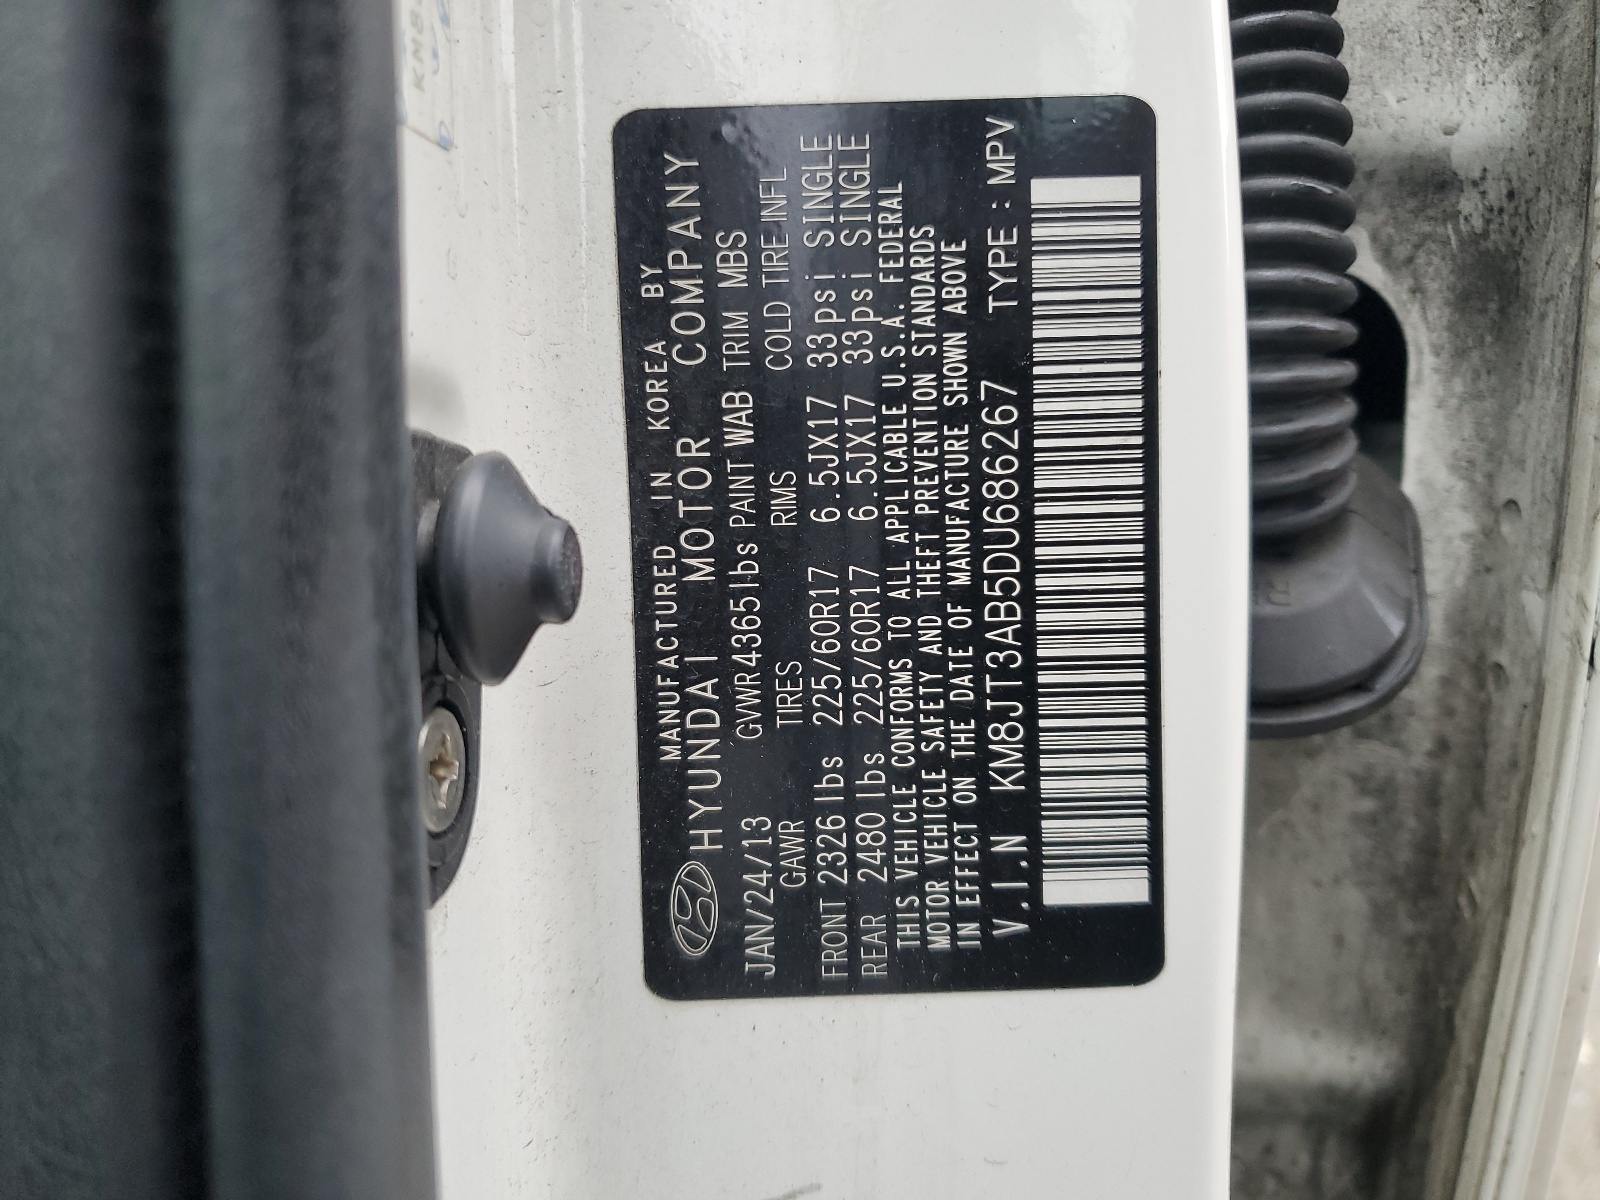 MANUFACTURED IN KOREA BY
HYUNDAI MOTOR COMPANY
JAN/24/13 GVWR 4365 lbs PAINT WAB TRIM MBS
GAWR TIRES RIMS COLD TIRE INFL
FRONT 2326 lbs 225/60R17 6.5JX17 33psi SINGLE
REAR 2480 lbs 225/60R17 6.5JX17 33psi SINGLE
THIS VEHICLE CONFORMS TO ALL APPLICABLE U.S.A. FEDERAL
MOTOR VEHICLE SAFETY AND THEFT PREVENTION STANDARDS
IN EFFECT ON THE DATE OF MANUFACTURE SHOWN ABOVE
V.I.N KM8JT3AB5DU686267 TYPE : MPV